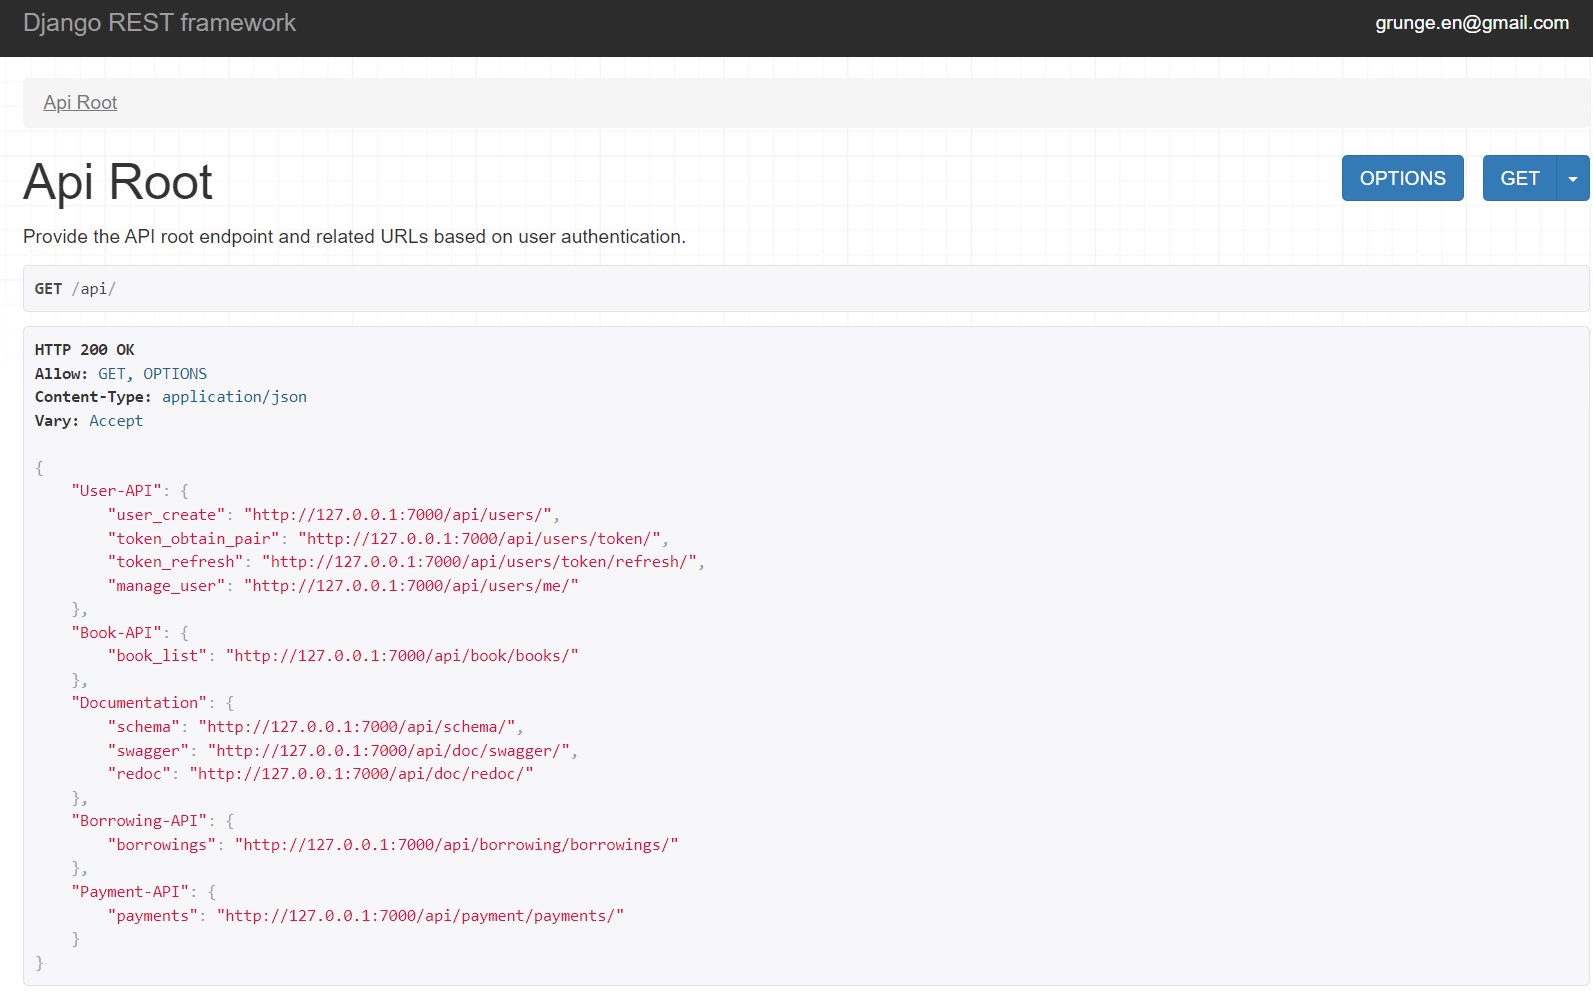 Django REST framework
grunge.en@gmail.com
Api Root
Api Root
OPTIONS
GET
Provide the API root endpoint and related URLs based on user authentication.
GET /api/
HTTP 200 OK
Allow: GET, OPTIONS
Content-Type: application/json
Vary: Accept
{
    "User-API": {
        "user_create": "http://127.0.0.1:7000/api/users/",
        "token_obtain_pair": "http://127.0.0.1:7000/api/users/token/",
        "token_refresh": "http://127.0.0.1:7000/api/users/token/refresh/",
        "manage_user": "http://127.0.0.1:7000/api/users/me/"
    },
    "Book-API": {
        "book_list": "http://127.0.0.1:7000/api/book/books/"
    },
    "Documentation": {
        "schema": "http://127.0.0.1:7000/api/schema/",
        "swagger": "http://127.0.0.1:7000/api/doc/swagger/",
        "redoc": "http://127.0.0.1:7000/api/doc/redoc/"
    },
    "Borrowing-API": {
        "borrowings": "http://127.0.0.1:7000/api/borrowing/borrowings/"
    },
    "Payment-API": {
        "payments": "http://127.0.0.1:7000/api/payment/payments/"
    }
}